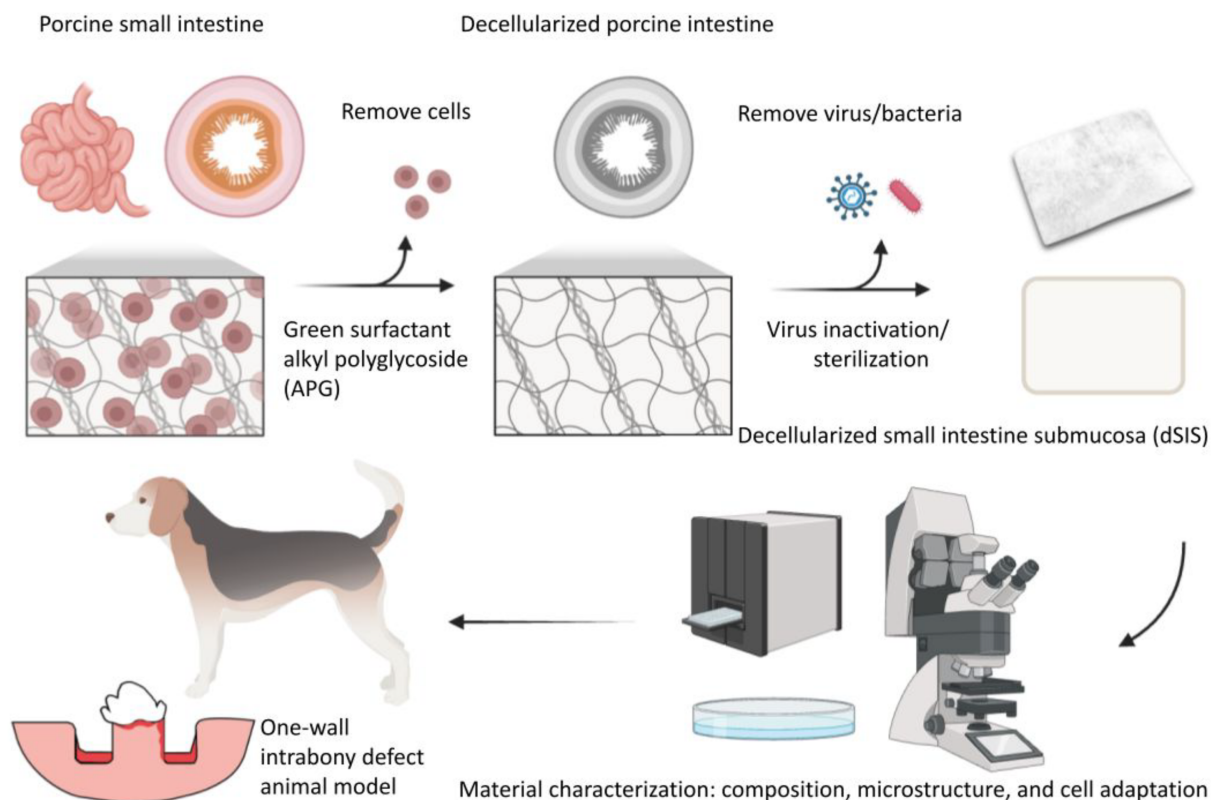 Porcine small intestine
Decellularized porcine intestine
Remove cells
Remove virus/bacteria
Green surfactant
alkyl polyglycoside
(APG)
Virus inactivation/
sterilization
Decellularized small intestine submucosa (dSIS)
One-wall
intrabony defect
animal model
Material characterization: composition, microstructure, and cell adaptation